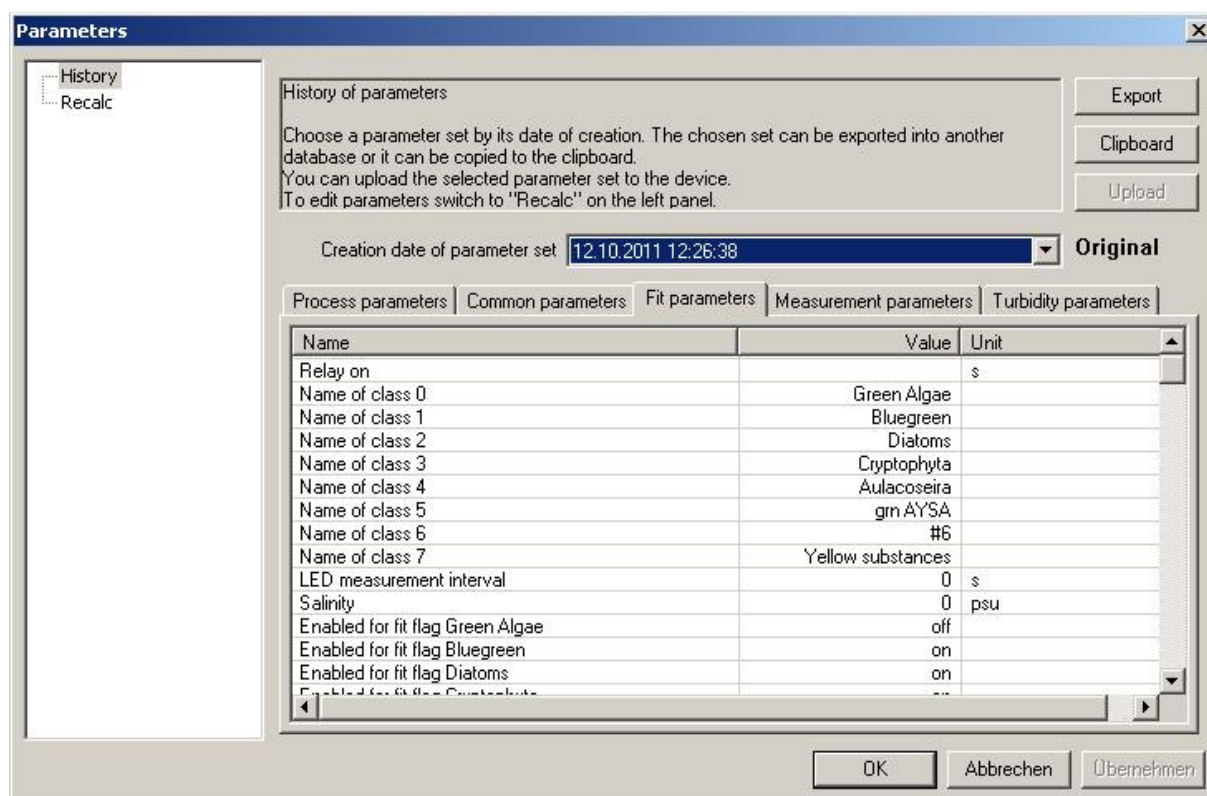 Parameters
History
Recalc
History of parameters
Choose a parameter set by its date of creation. The chosen set can be exported into another
database or it can be copied to the clipboard.
You can upload the selected parameter set to the device.
To edit parameters switch to "Recalc" on the left panel.
Export
Clipboard
Upload
Creation date of parameter set 12.10.2011 12:26:38 Original
Process parameters Common parameters Fit parameters Measurement parameters Turbidity parameters
Name Value Unit
Relay on s
Name of class 0 Green Algae
Name of class 1 Bluegreen
Name of class 2 Diatoms
Name of class 3 Cryptophyta
Name of class 4 Aulacoseira
Name of class 5 grn AYSA
Name of class 6 #6
Name of class 7 Yellow substances
LED measurement interval 0 s
Salinity 0 psu
Enabled for fit flag Green Algae off
Enabled for fit flag Bluegreen on
Enabled for fit flag Diatoms on
Enabled for fit flag Cryptophyta on
OK Abbrechen Übernehmen